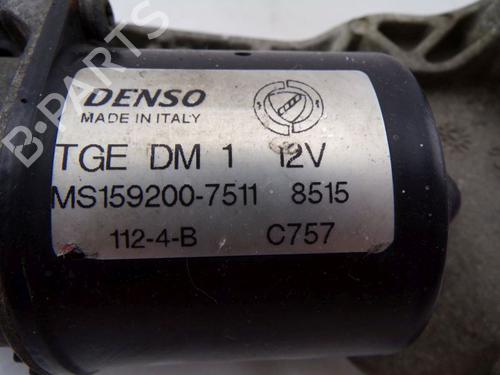 DENSO
MADE IN ITALY
TGE DM 1 12V
MS159200-7511 8515
112-4-B C757
B-PARTS